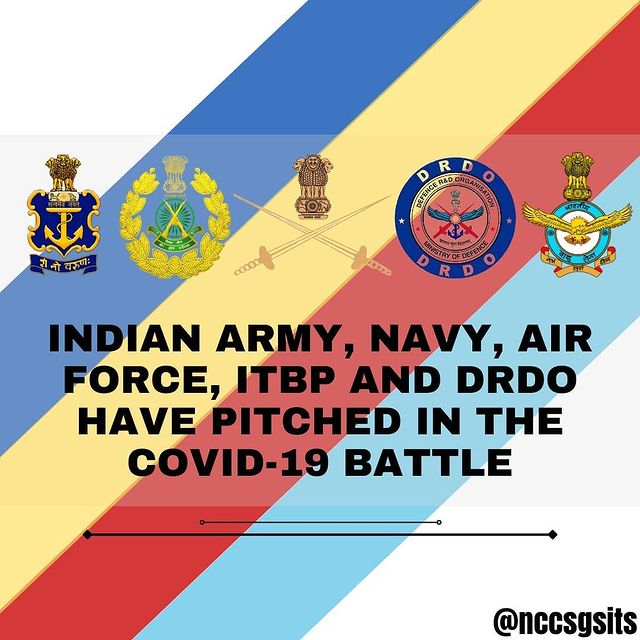 शं नो वरुणः
DRDO
DEFENCE R&D ORGANISATION
MINISTRY OF DEFENCE
DRDO
INDIAN ARMY, NAVY, AIR
FORCE, ITBP AND DRDO
HAVE PITCHED IN THE
COVID-19 BATTLE
@nccsgsits